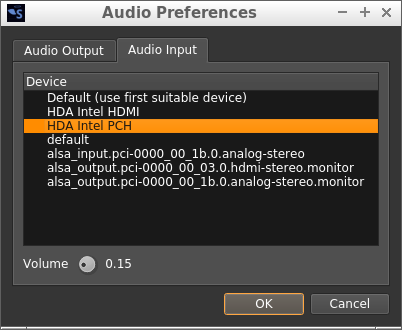 Audio Preferences
Audio Output
Audio Input
Device
Default (use first suitable device)
HDA Intel HDMI
HDA Intel PCH
default
alsa_input.pci-0000_00_1b.0.analog-stereo
alsa_output.pci-0000_00_03.0.hdmi-stereo.monitor
alsa_output.pci-0000_00_1b.0.analog-stereo.monitor
Volume 0.15
OK
Cancel